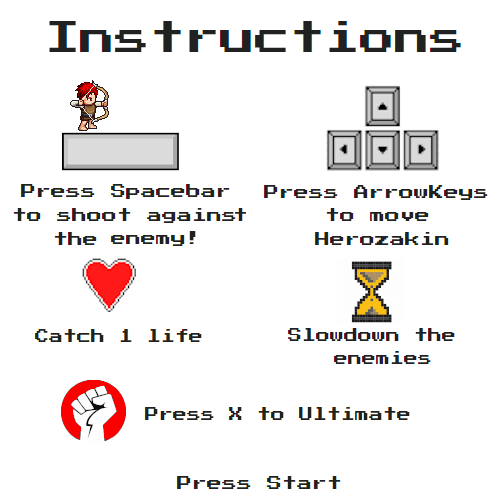 Instructions
Press Spacebar
to shoot against
the enemy!
Press ArrowKeys
to move
Herozakin
Catch 1 life
Slowdown the
enemies
Press X to Ultimate
Press Start